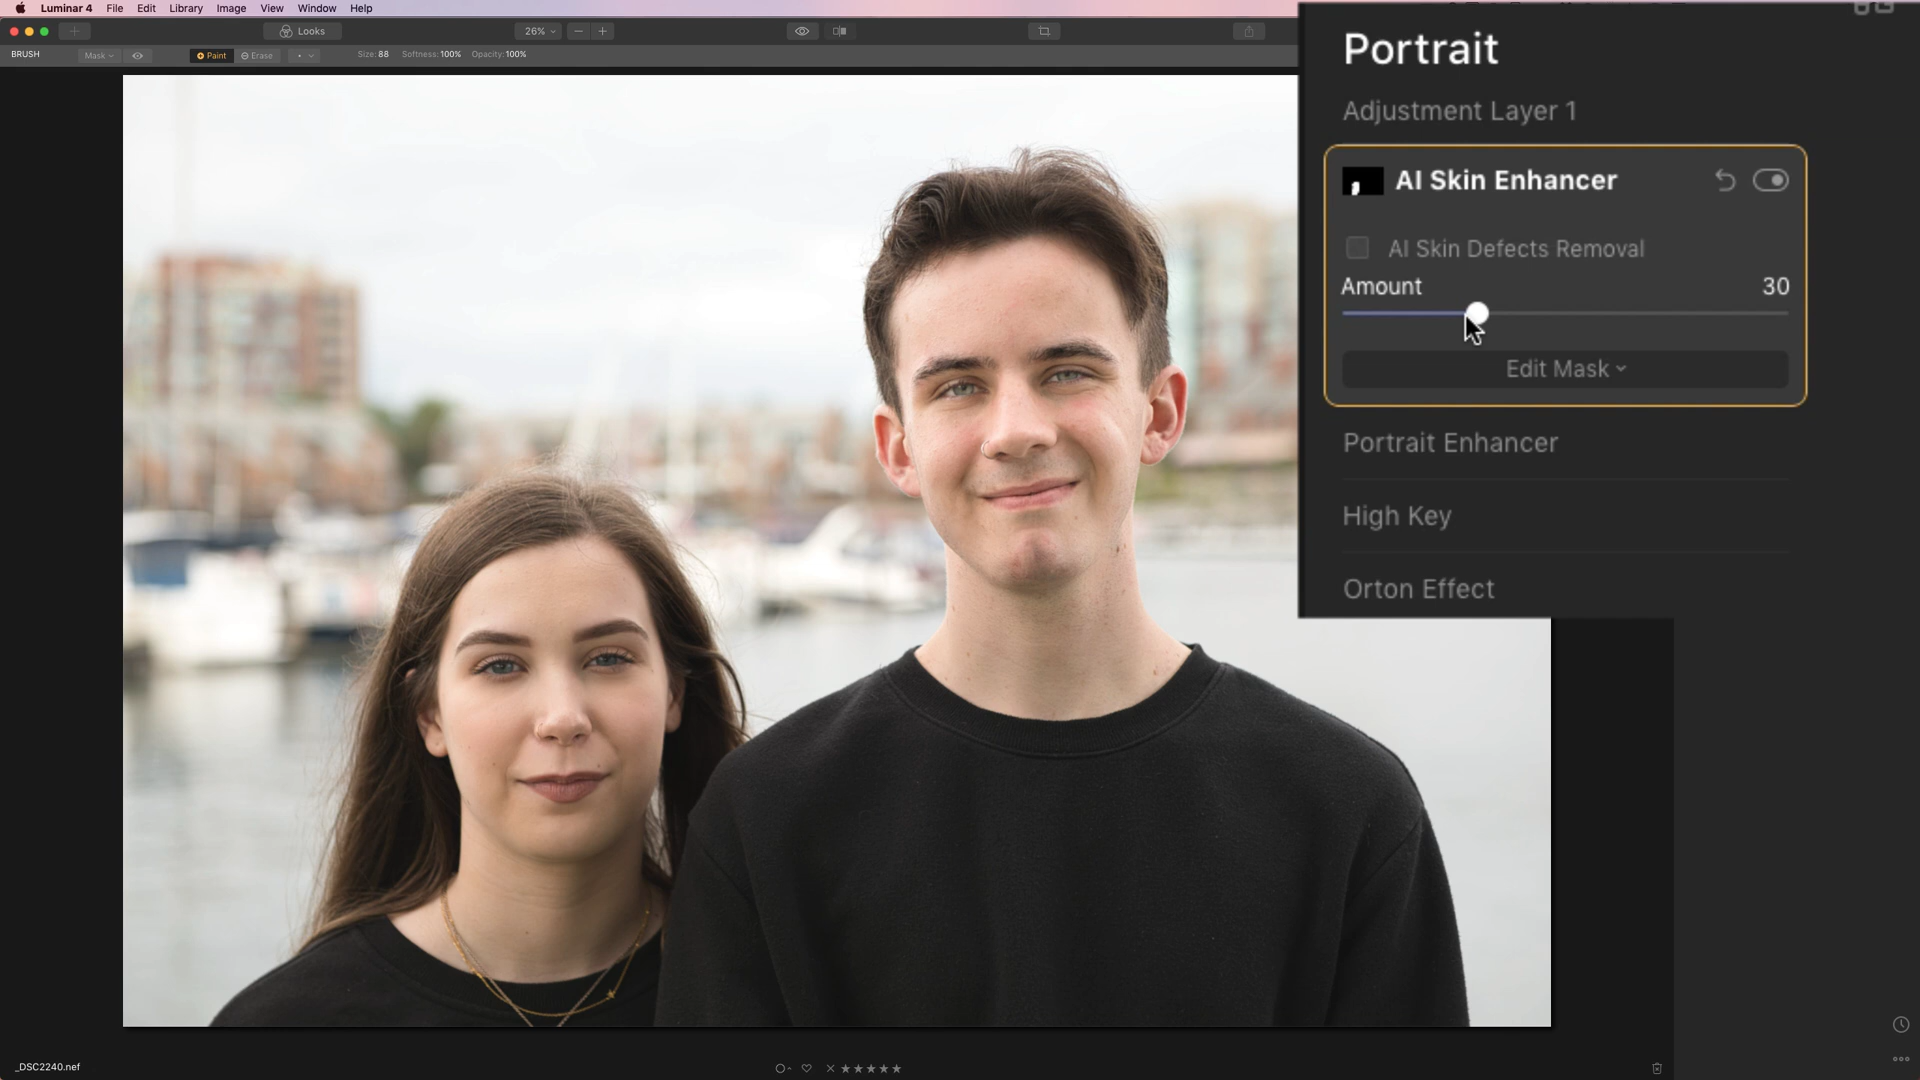 Luminar 4 File Edit Library Image View Window Help
Looks 26%
BRUSH Mask Paint Erase Size: 88 Softness: 100% Opacity: 100%
Portrait
Adjustment Layer 1
AI Skin Enhancer
AI Skin Defects Removal
Amount 30
Edit Mask
Portrait Enhancer
High Key
Orton Effect
_DSC2240.nef